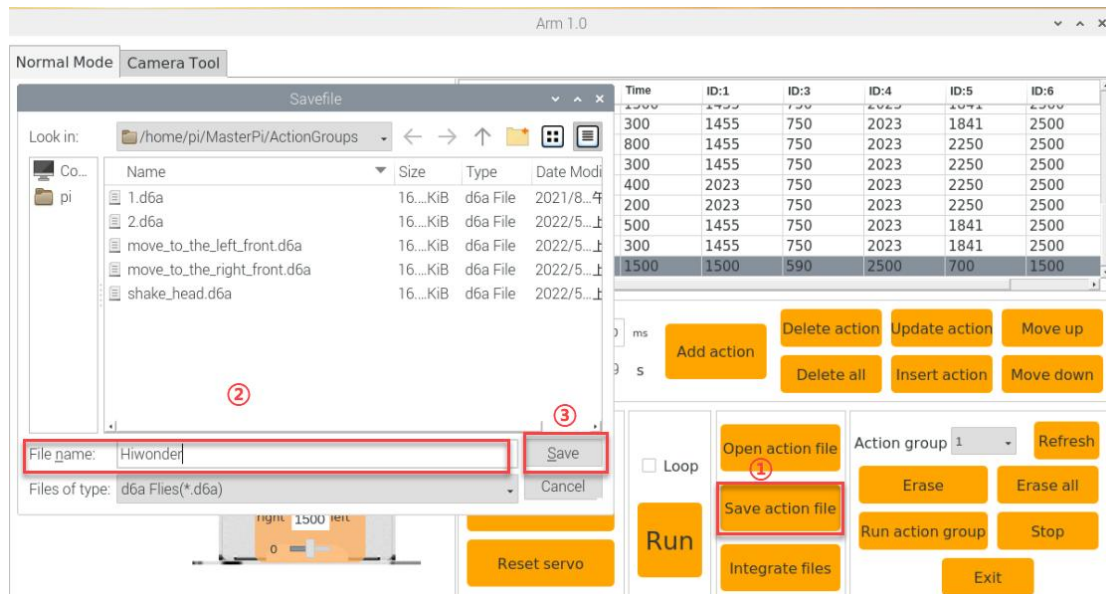 Arm 1.0
Normal Mode Camera Tool
Savefile
Look in: /home/pi/MasterPi/ActionGroups
Co...
pi
Name Size Type Date Modi
1.d6a 16....KiB d6a File 2021/8...午
2.d6a 16....KiB d6a File 2022/5...上
move_to_the_left_front.d6a 16....KiB d6a File 2022/5...上
move_to_the_right_front.d6a 16....KiB d6a File 2022/5...上
shake_head.d6a 16....KiB d6a File 2022/5...上
②
③
File name: Hiwonder Save
Files of type: d6a Flies(*.d6a) Cancel
Time ID:1 ID:3 ID:4 ID:5 ID:6
300 1455 750 2023 1841 2500
800 1455 750 2023 2250 2500
300 1455 750 2023 2250 2500
400 2023 750 2023 2250 2500
200 2023 750 2023 2250 2500
500 1455 750 2023 1841 2500
300 1455 750 2023 1841 2500
1500 1500 590 2500 700 1500
ms
s
Add action
Delete action Update action Move up
Delete all Insert action Move down
right 1500 left
0
Reset servo
Loop
Run
Open action file
①
Save action file
Integrate files
Action group 1 Refresh
Erase Erase all
Run action group Stop
Exit